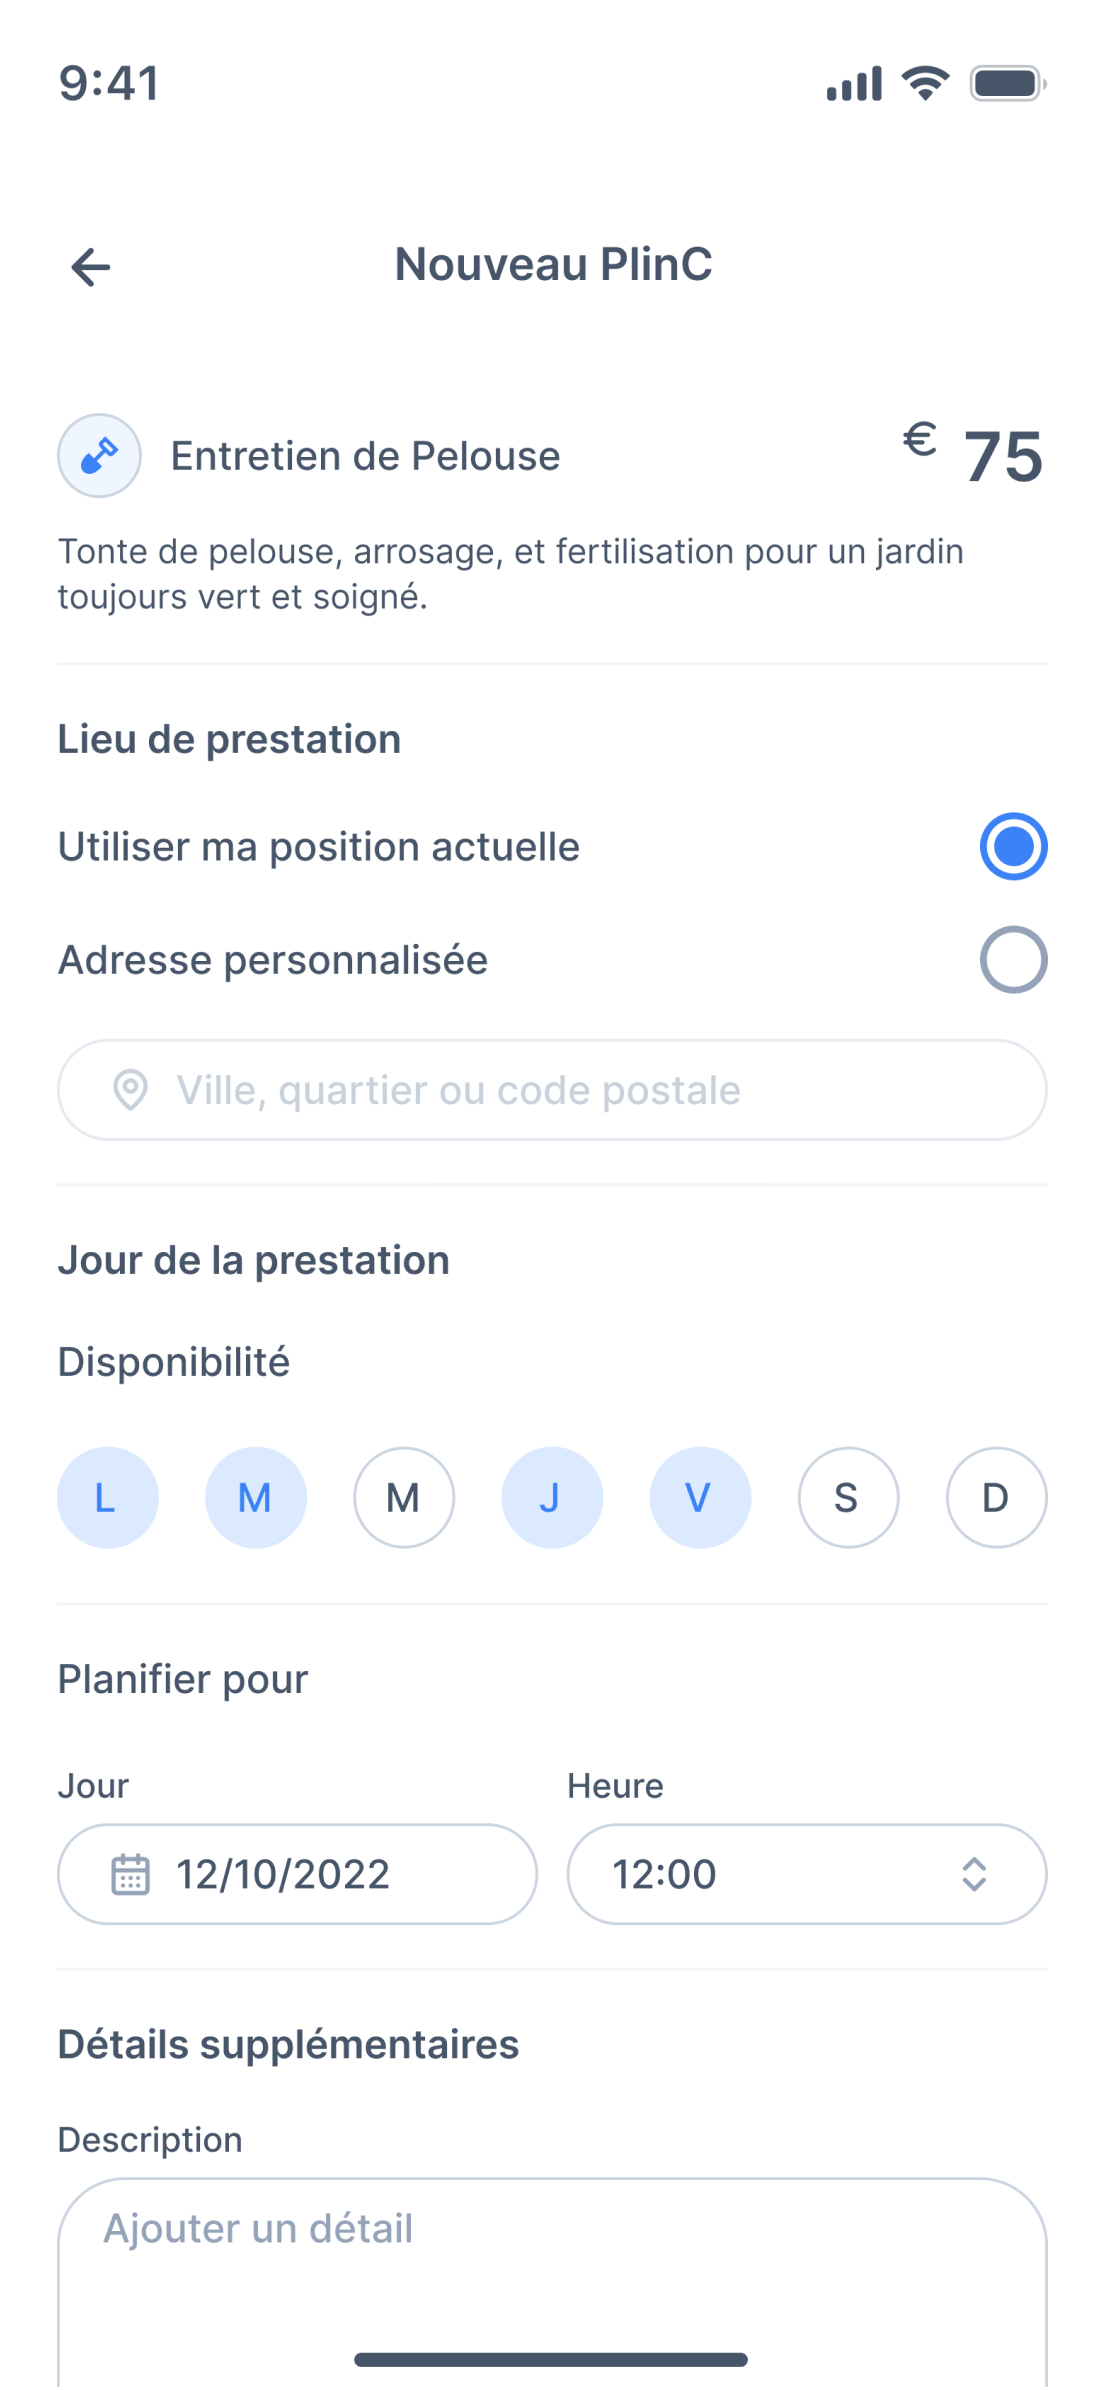 9:41
Nouveau PlinC
Entretien de Pelouse
€ 75
Tonte de pelouse, arrosage, et fertilisation pour un jardin
toujours vert et soigné.
Lieu de prestation
Utiliser ma position actuelle
Adresse personnalisée
Ville, quartier ou code postale
Jour de la prestation
Disponibilité
L M M J V S D
Planifier pour
Jour Heure
12/10/2022 12:00
Détails supplémentaires
Description
Ajouter un détail